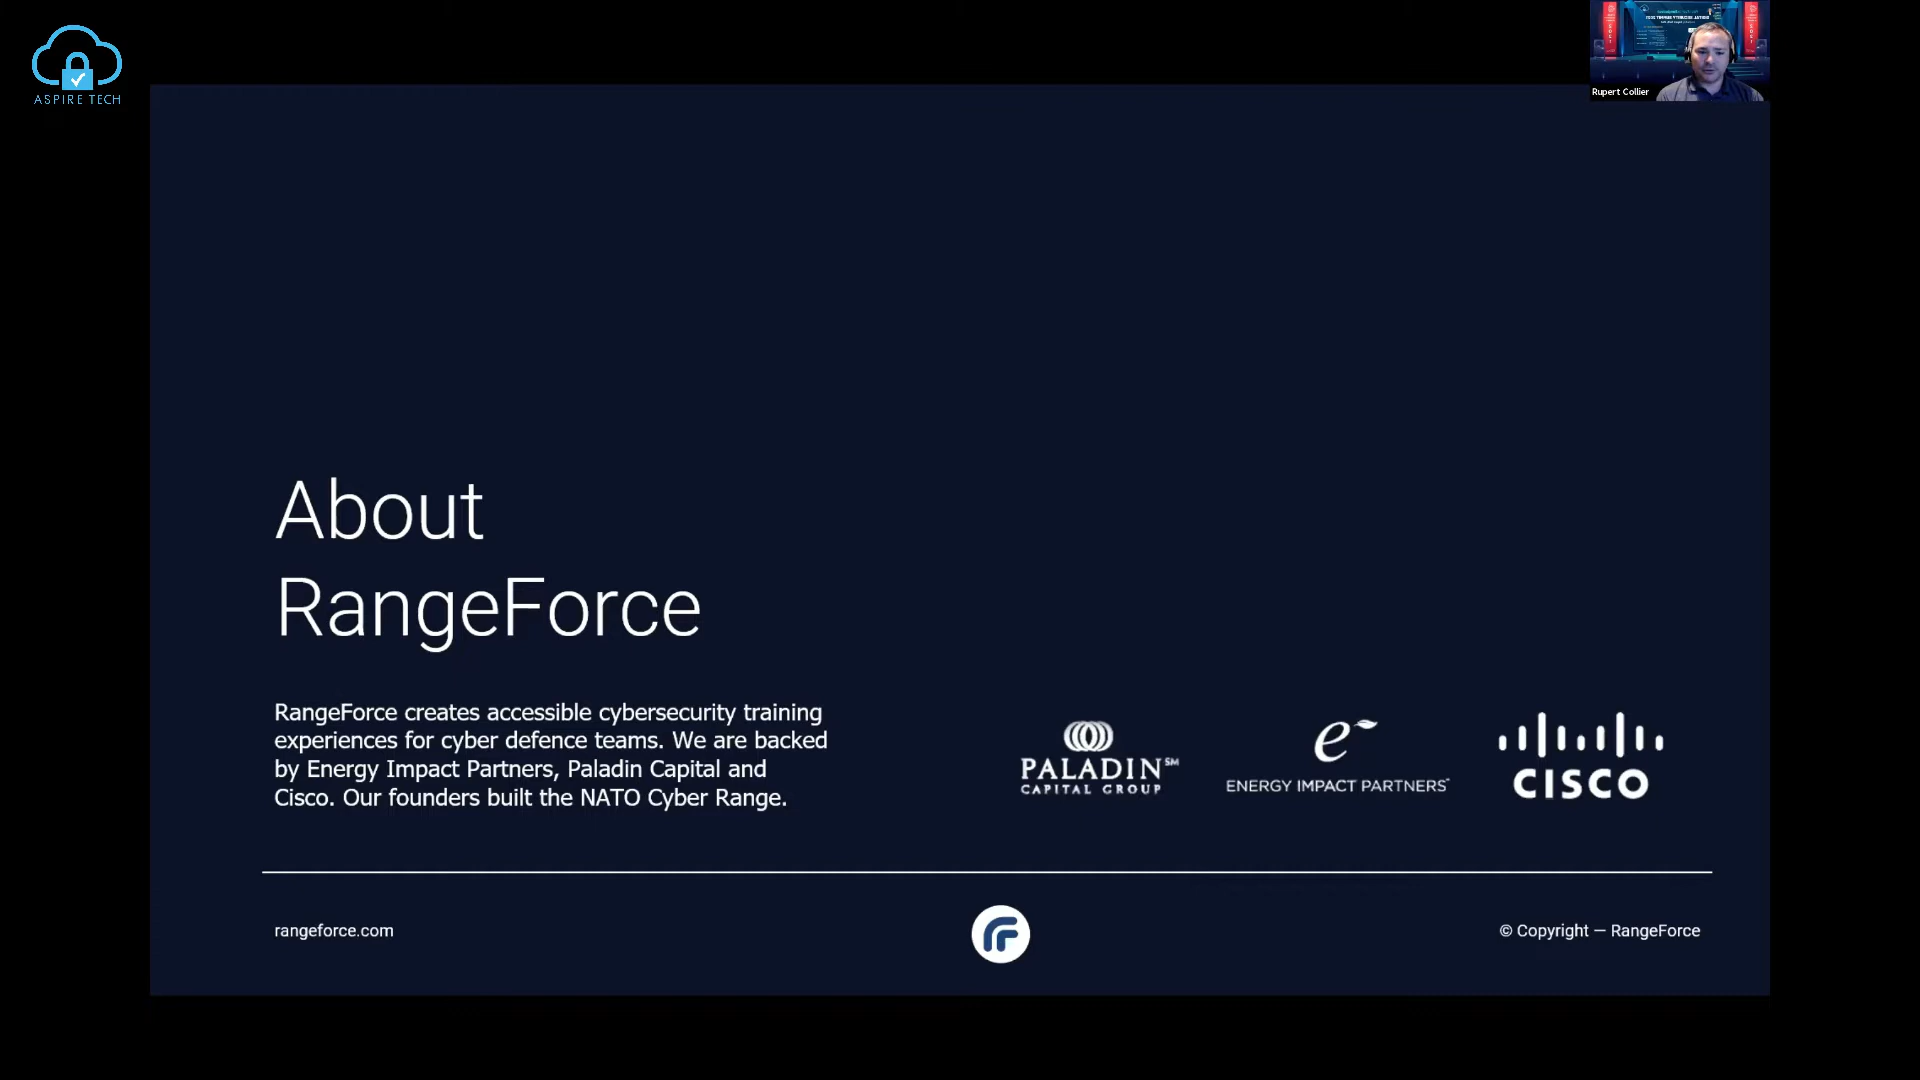 ASPIRE TECH
Rupert Collier
About
RangeForce
RangeForce creates accessible cybersecurity training
experiences for cyber defence teams. We are backed
by Energy Impact Partners, Paladin Capital and
Cisco. Our founders built the NATO Cyber Range.
PALADIN℠
CAPITAL GROUP
e
ENERGY IMPACT PARTNERS™
CISCO
rangeforce.com
© Copyright — RangeForce